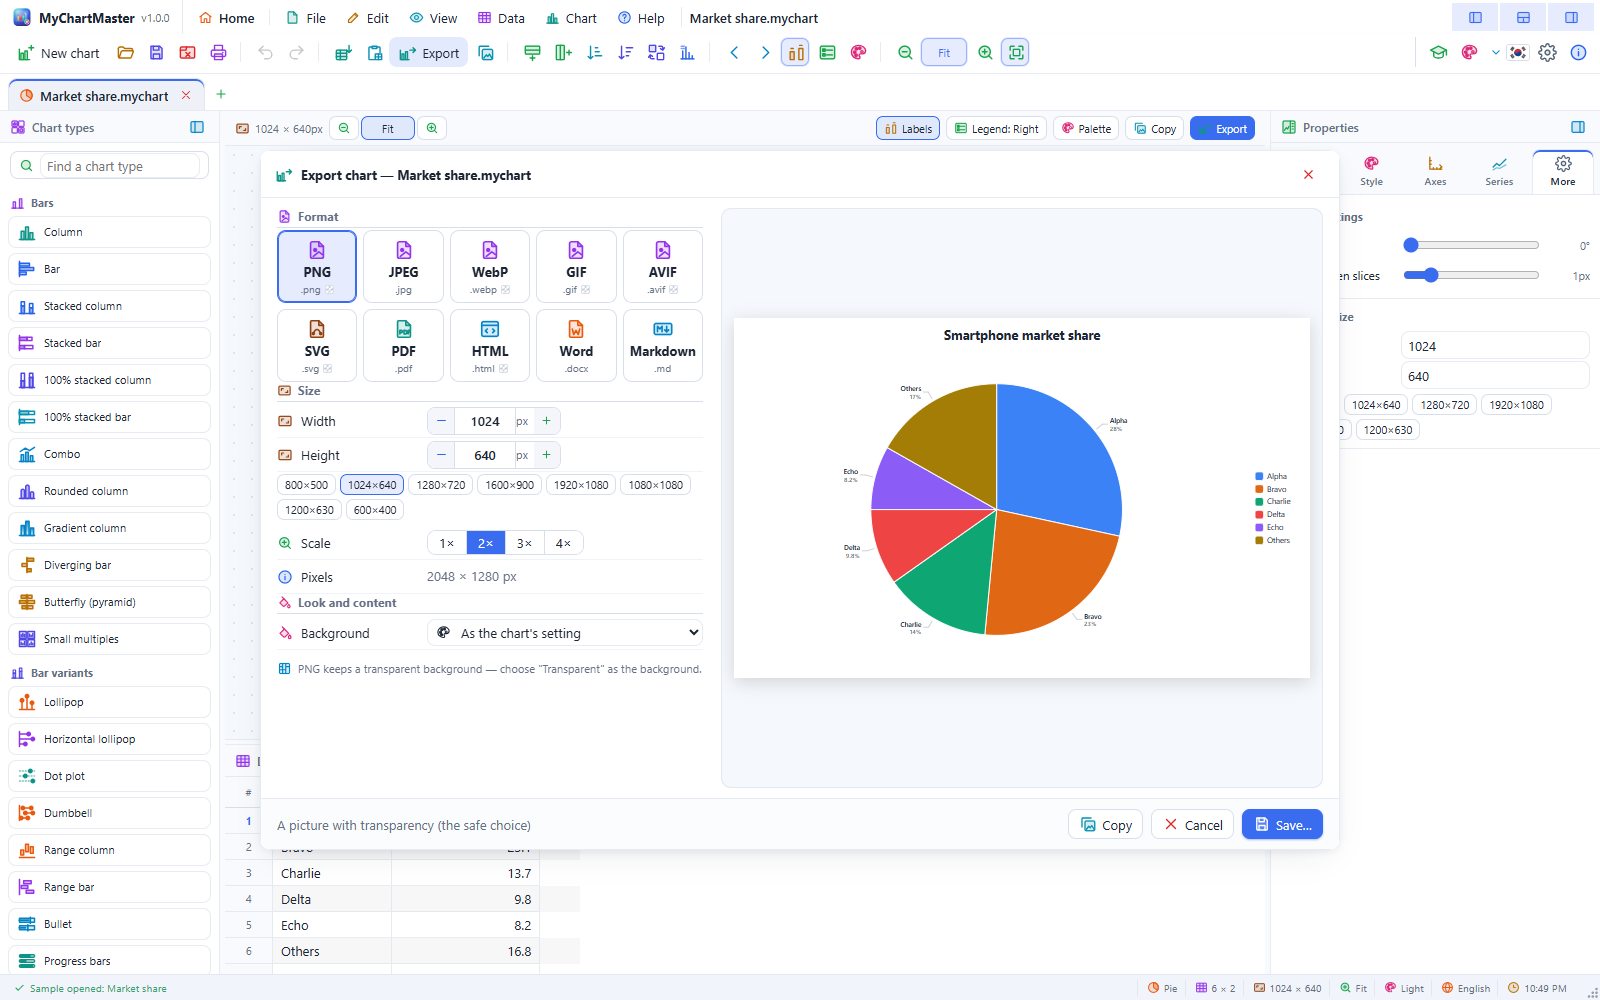 MyChartMaster v1.0.0
Home
File
Edit
View
Data
Chart
Help
Market share.mychart
New chart
Export
Fit
Market share.mychart
Chart types
1024 × 640px
Fit
Labels
Legend: Right
Palette
Copy
Export
Properties
Find a chart type
Bars
Column
Bar
Stacked column
Stacked bar
100% stacked column
100% stacked bar
Combo
Rounded column
Gradient column
Diverging bar
Butterfly (pyramid)
Small multiples
Bar variants
Lollipop
Horizontal lollipop
Dot plot
Dumbbell
Range column
Range bar
Bullet
Progress bars
Export chart — Market share.mychart
Format
PNG
.png
JPEG
.jpg
WebP
.webp
GIF
.gif
AVIF
.avif
SVG
.svg
PDF
.pdf
HTML
.html
Word
.docx
Markdown
.md
Size
Width
1024 px
Height
640 px
800×500
1024×640
1280×720
1600×900
1920×1080
1080×1080
1200×630
600×400
Scale
1×
2×
3×
4×
Pixels
2048 × 1280 px
Look and content
Background
As the chart's setting
PNG keeps a transparent background — choose “Transparent” as the background.
Smartphone market share
Others
17%
Alpha
28%
Echo
8.2%
Delta
9.8%
Charlie
14%
Bravo
23%
Alpha
Bravo
Charlie
Delta
Echo
Others
A picture with transparency (the safe choice)
Copy
Cancel
Save...
Style
Axes
Series
More
0°
en slices
1px
1024
640
1024×640
1280×720
1920×1080
1200×630
#
1
2
3 Charlie 13.7
4 Delta 9.8
5 Echo 8.2
6 Others 16.8
Sample opened: Market share
Pie
6 × 2
1024 × 640
Fit
Light
English
10:49 PM